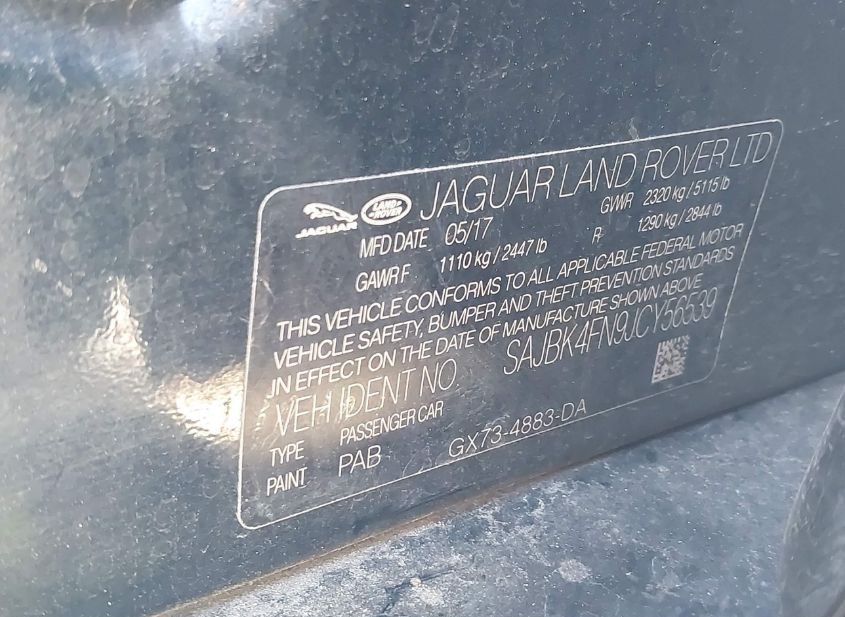 JAGUAR LAND ROVER JAGUAR LAND ROVER LTD
MFD DATE 05/17 GVWR 2320 kg / 5115 lb
GAWR F 1110 kg / 2447 lb R 1290 kg / 2844 lb
THIS VEHICLE CONFORMS TO ALL APPLICABLE FEDERAL MOTOR
VEHICLE SAFETY, BUMPER AND THEFT PREVENTION STANDARDS
IN EFFECT ON THE DATE OF MANUFACTURE SHOWN ABOVE
VEH IDENT NO. SAJBK4FN9JCY56539
TYPE PASSENGER CAR
PAINT PAB GX73-4883-DA